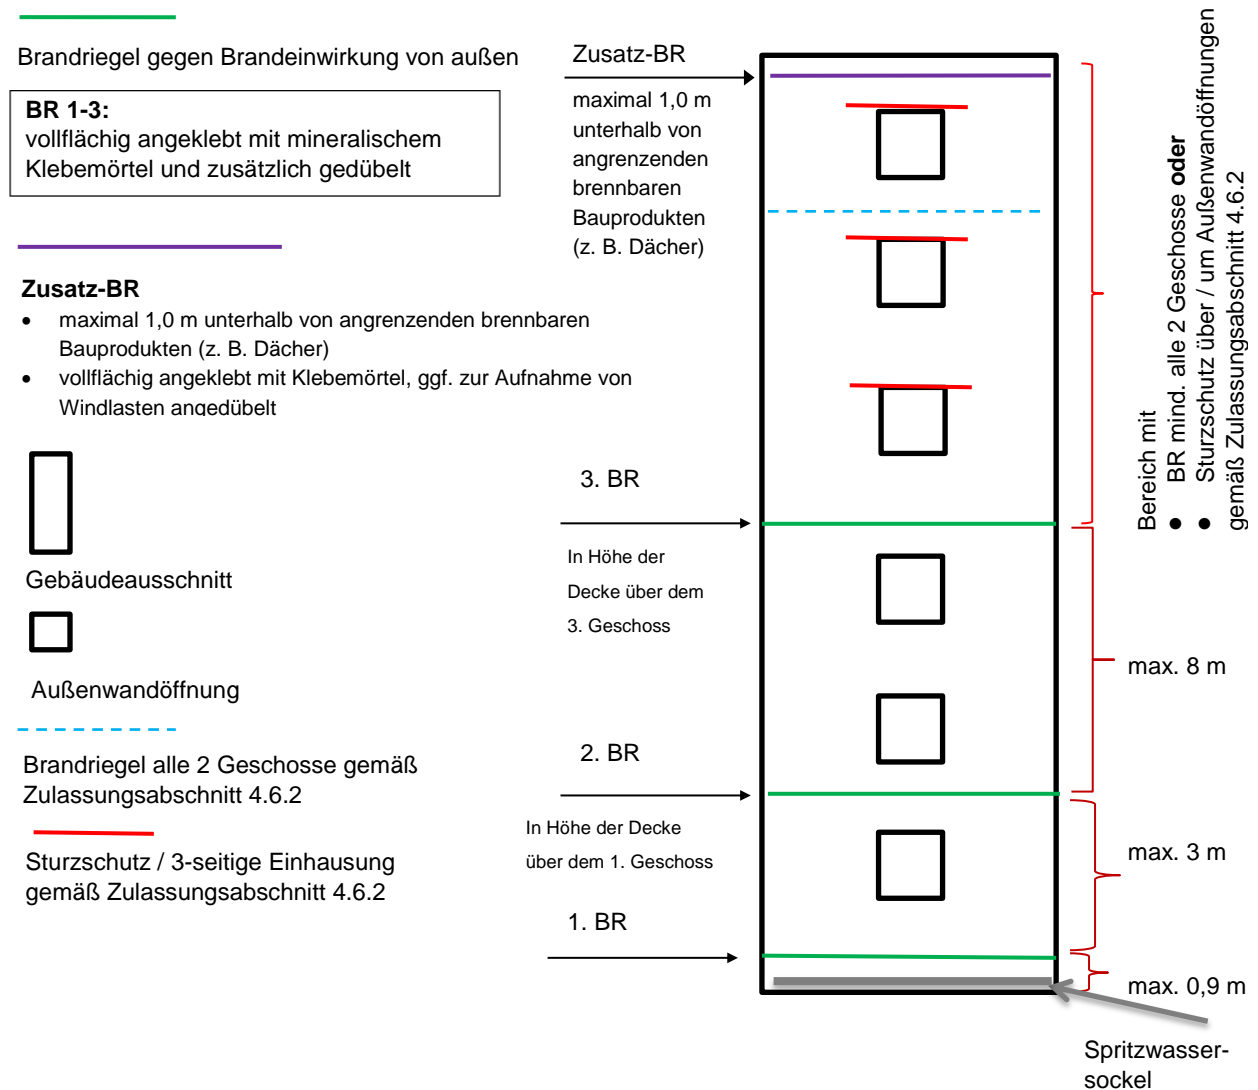 Brandriegel gegen Brandeinwirkung von außen
BR 1-3:
vollflächig angeklebt mit mineralischem
Klebemörtel und zusätzlich gedübelt
Zusatz-BR
• maximal 1,0 m unterhalb von angrenzenden brennbaren
Bauprodukten (z. B. Dächer)
• vollflächig angeklebt mit Klebemörtel, ggf. zur Aufnahme von
Windlasten angedübelt
Gebäudeausschnitt
Außenwandöffnung
Brandriegel alle 2 Geschosse gemäß
Zulassungsabschnitt 4.6.2
Sturzschutz / 3-seitige Einhausung
gemäß Zulassungsabschnitt 4.6.2
Zusatz-BR
maximal 1,0 m
unterhalb von
angrenzenden
brennbaren
Bauprodukten
(z. B. Dächer)
3. BR
In Höhe der
Decke über dem
3. Geschoss
2. BR
In Höhe der Decke
über dem 1. Geschoss
1. BR
Bereich mit
● BR mind. alle 2 Geschosse oder
● Sturzschutz über / um Außenwandöffnungen
gemäß Zulassungsabschnitt 4.6.2
max. 8 m
max. 3 m
max. 0,9 m
Spritzwasser-
sockel